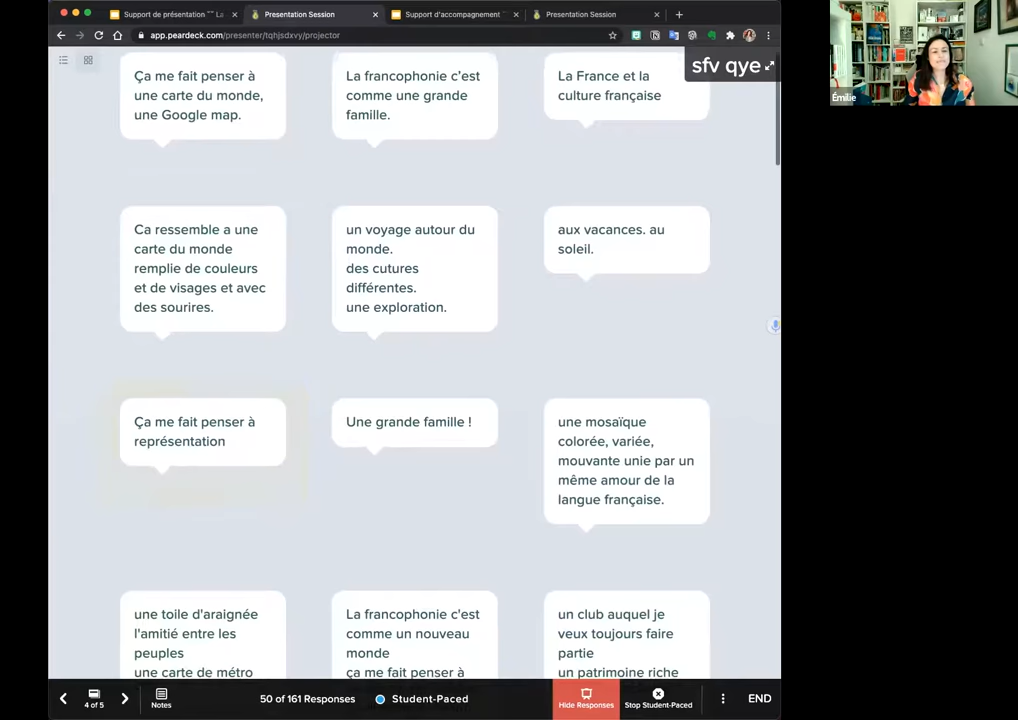 Support de présentation "" La
Presentation Session
Support d'accompagnement ""
Presentation Session
app.peardeck.com/presenter/tqhjsdxvy/projector
sfv qye
Émilie
Ça me fait penser à
une carte du monde,
une Google map.
La francophonie c'est
comme une grande
famille.
La France et la
culture française
Ca ressemble a une
carte du monde
remplie de couleurs
et de visages et avec
des sourires.
un voyage autour du
monde.
des cutures
différentes.
une exploration.
aux vacances. au
soleil.
Ça me fait penser à
représentation
Une grande famille !
une mosaïque
colorée, variée,
mouvante unie par un
même amour de la
langue française.
une toile d'araignée
l'amitié entre les
peuples
une carte de métro
La francophonie c'est
comme un nouveau
monde
ça me fait penser à
un club auquel je
veux toujours faire
partie
un patrimoine riche
4 of 5
Notes
50 of 161 Responses
Student-Paced
Hide Responses
Stop Student-Paced
END